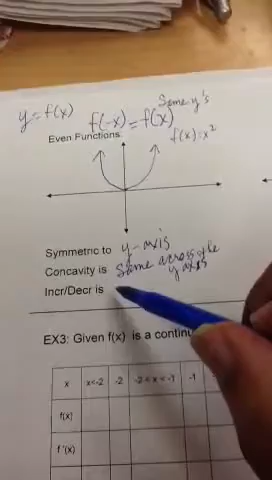 Same y's
y = f(x) f(-x) = f(x)
Even Functions f(x)=x²
Symmetric to y-axis
Concavity is same across the
y axis
Incr/Decr is
EX3: Given f(x) is a continu
x x<-2 -2 -2 < x < -1 -1
f(x)
f '(x)